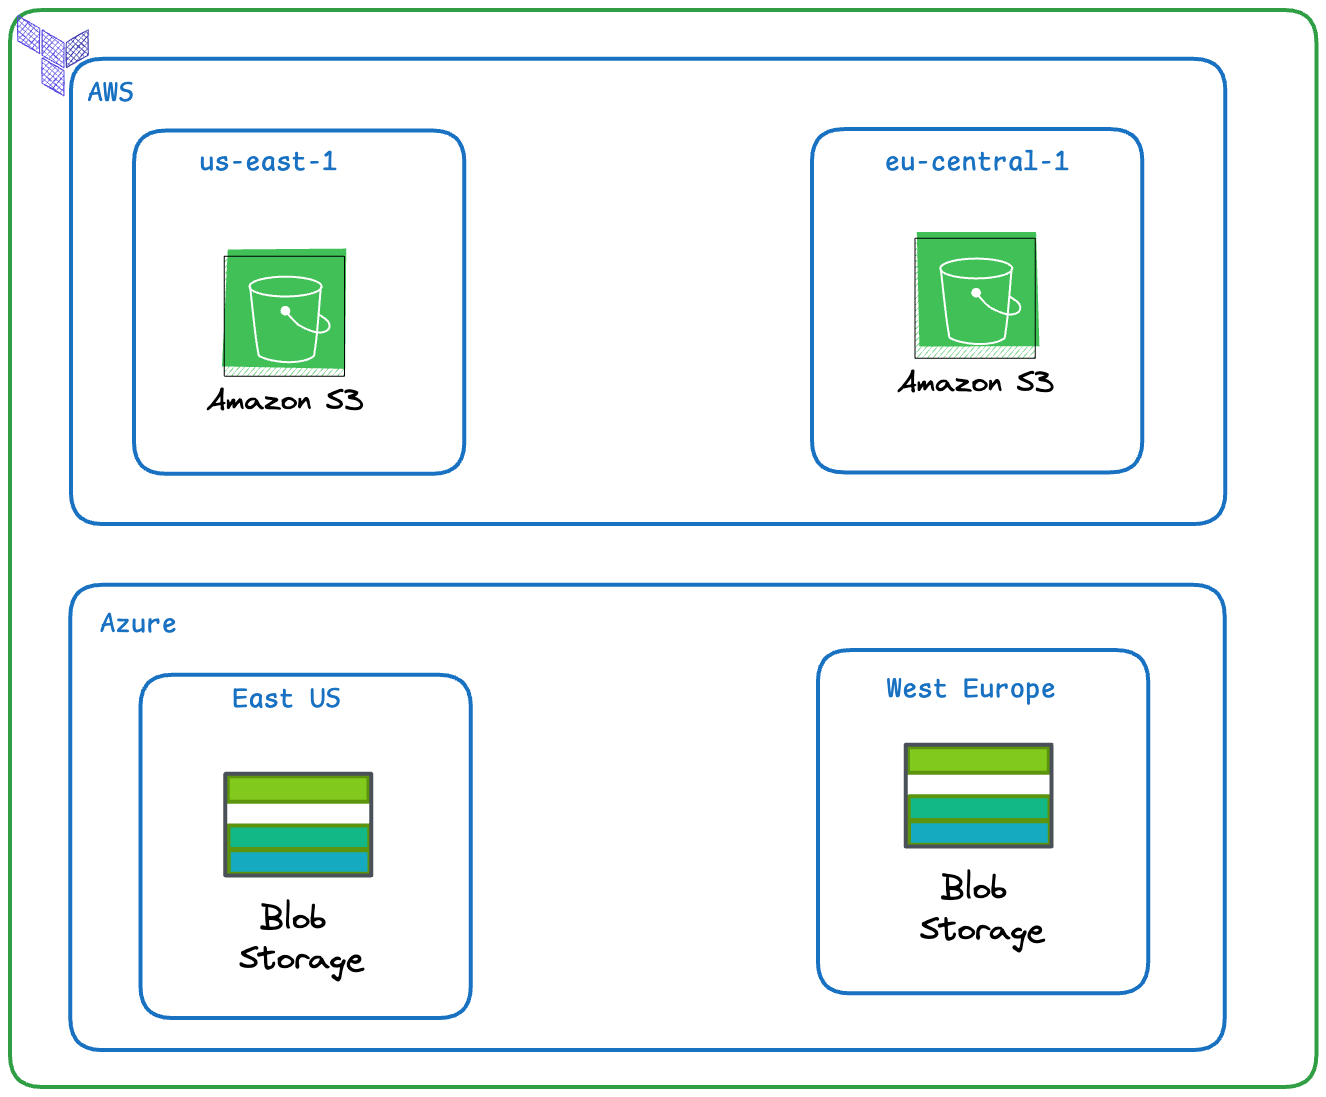 AWS
us-east-1
eu-central-1
Amazon S3
Amazon S3
Azure
East US
West Europe
Blob
Storage
Blob
Storage